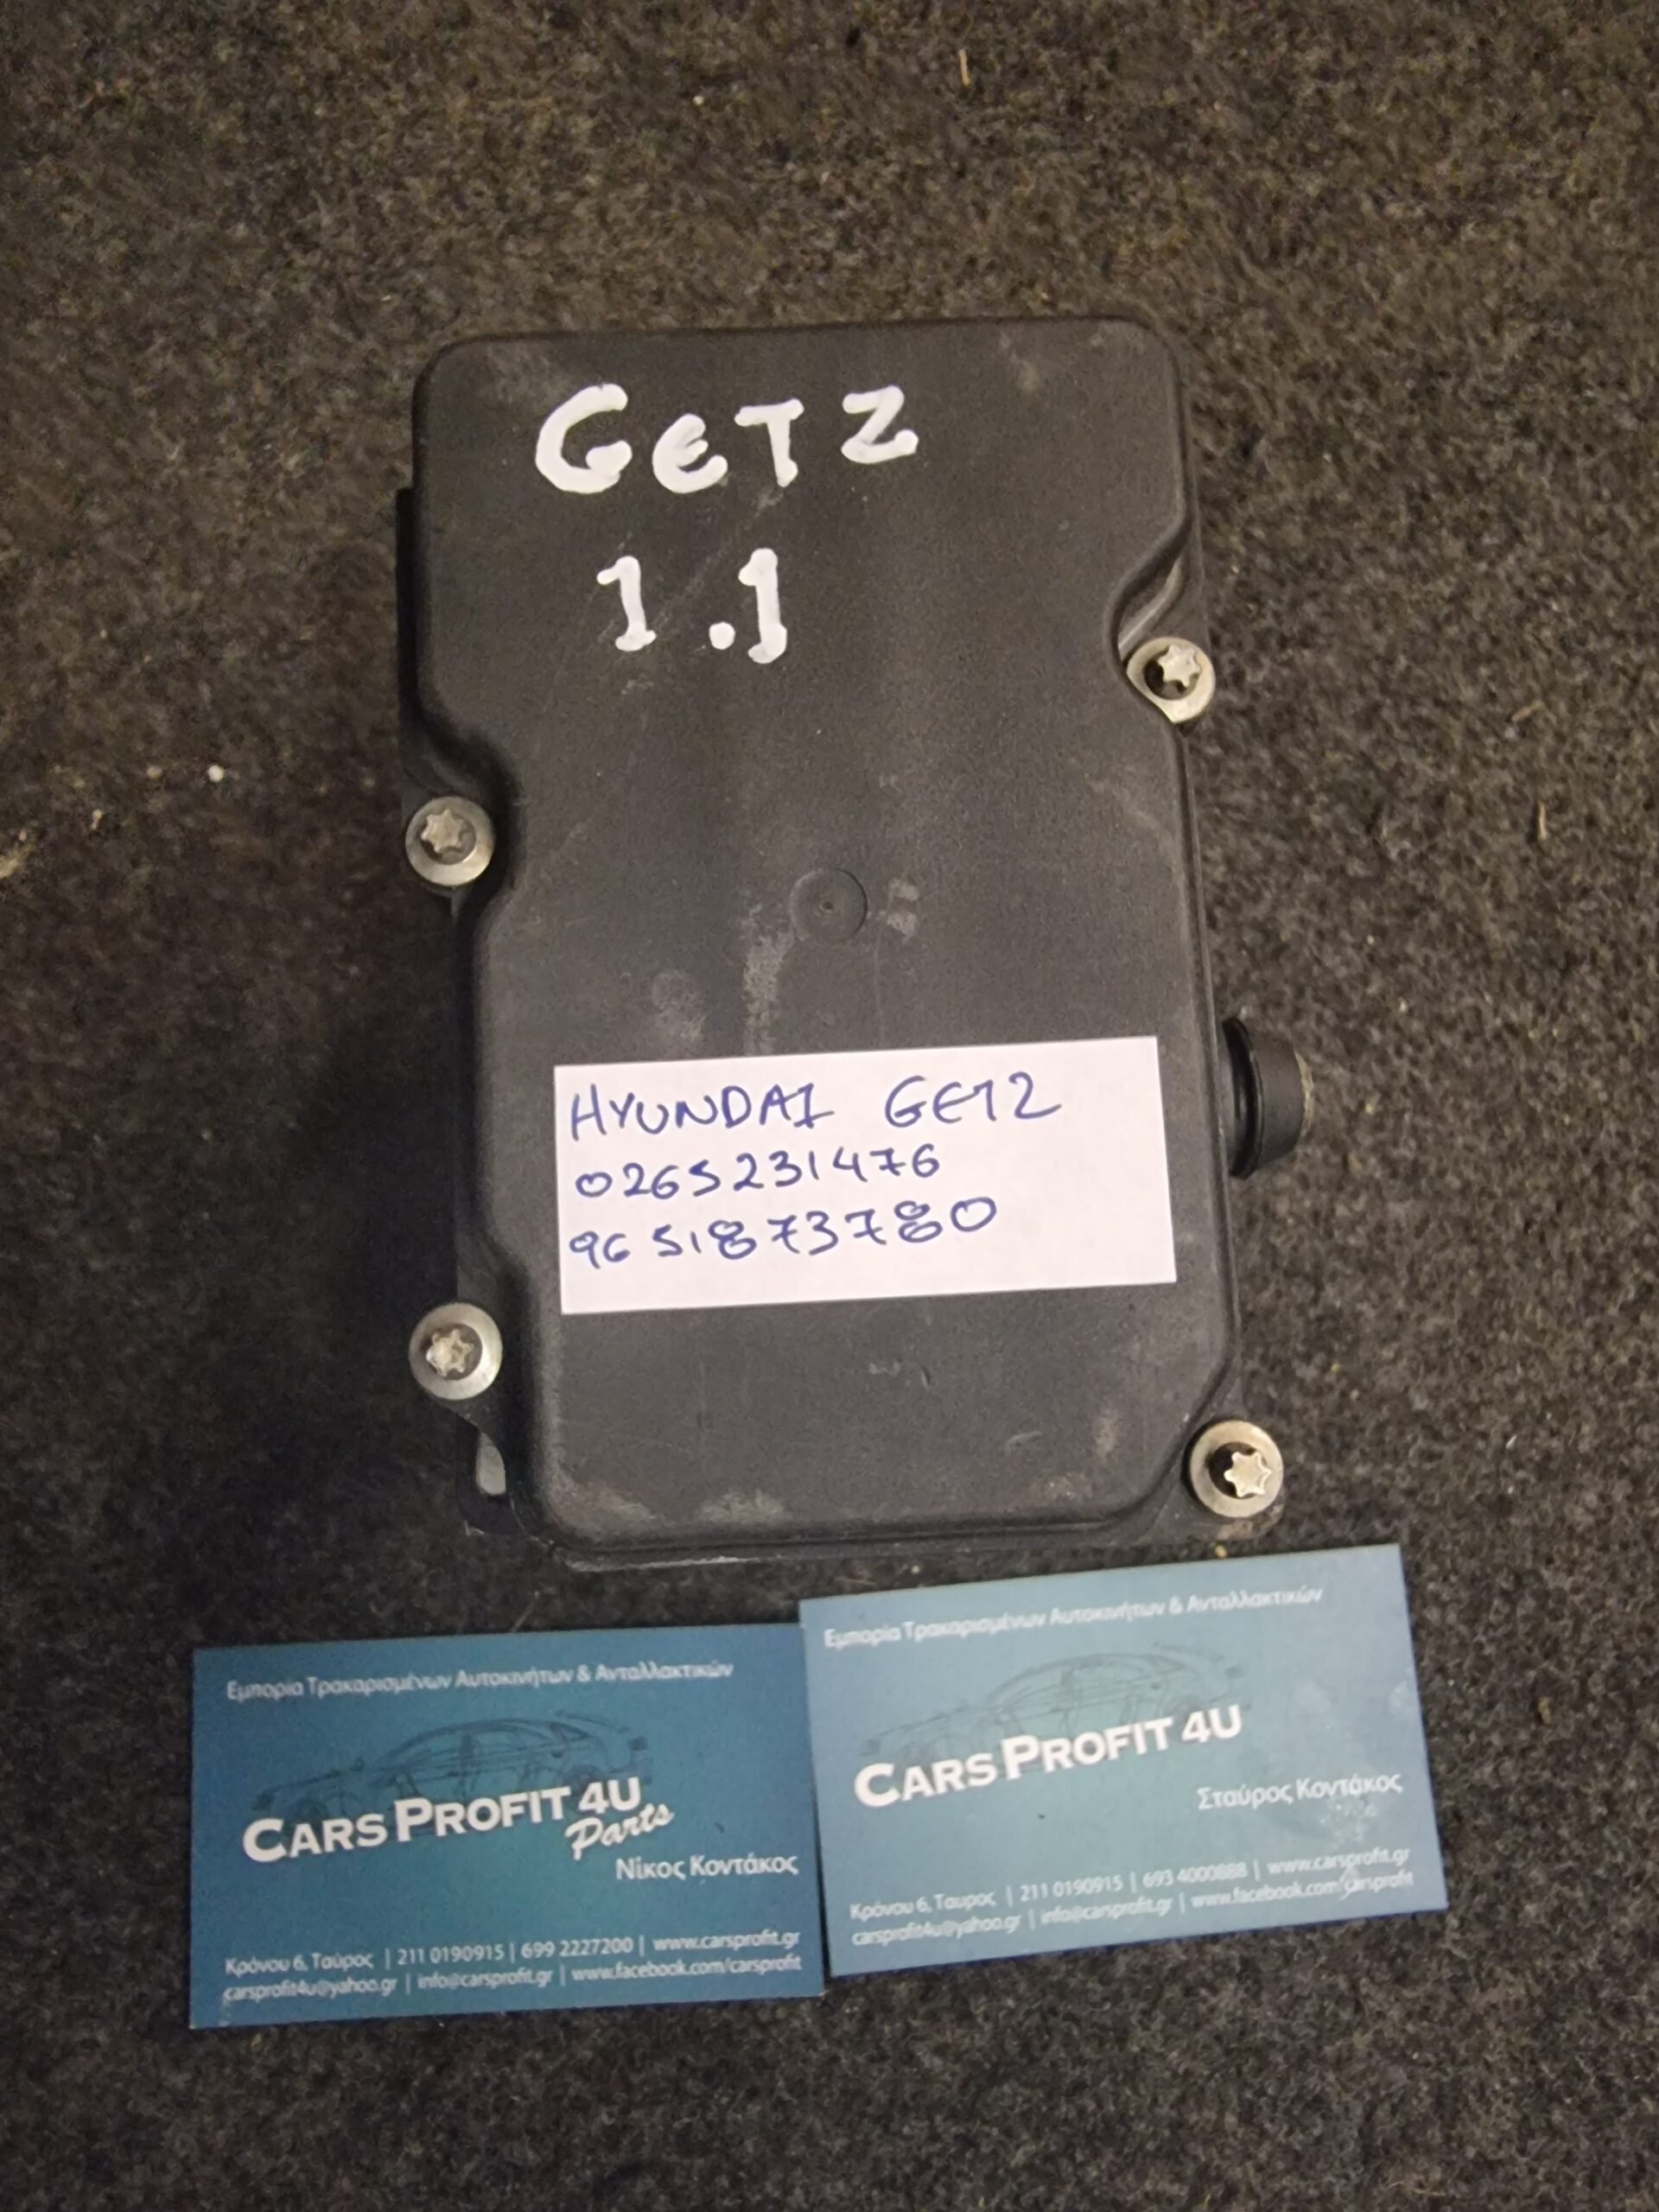 GETZ
1.1
HYUNDAI GETZ
0265231476
96 51873780
Εμπορία Τρακαρισμένων Αυτοκινήτων & Ανταλλακτικών
CARS PROFIT 4U
Parts
Νίκος Κοντάκος
Κρόνου 6, Ταύρος | 211 0190915 | 699 2227200 | www.carsprofit.gr
carsprofit4u@yahoo.gr | info@carsprofit.gr | www.facebook.com/carsprofit
Εμπορία Τρακαρισμένων Αυτοκινήτων & Ανταλλακτικών
CARS PROFIT 4U
Σταύρος Κοντάκος
Κρόνου 6, Ταυρος | 211 0190915 | 693 4000888 | www.carsprofit.gr
carsprofit4u@yahoo.gr | info@carsprofit.gr | www.facebook.com/carsprofit